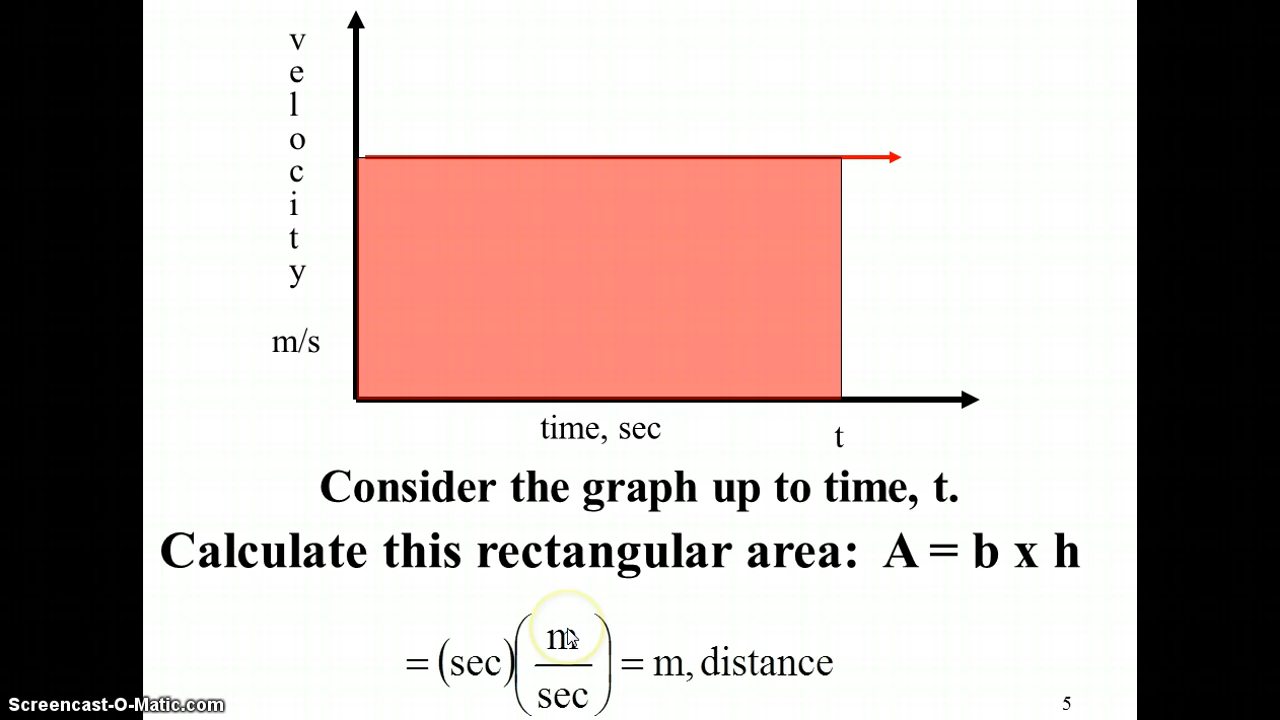 velocity
m/s
time, sec
t
Consider the graph up to time, t.
Calculate this rectangular area: A = b x h
= (sec)(m/sec) = m, distance
Screencast-O-Matic.com
5